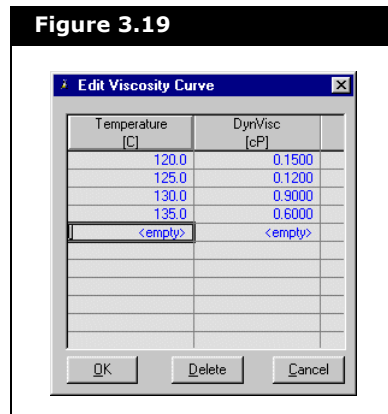 Figure 3.19
Edit Viscosity Curve
Temperature DynVisc
[C] [cP]
120.0 0.1500
125.0 0.1200
130.0 0.9000
135.0 0.6000
<empty> <empty>
OK Delete Cancel